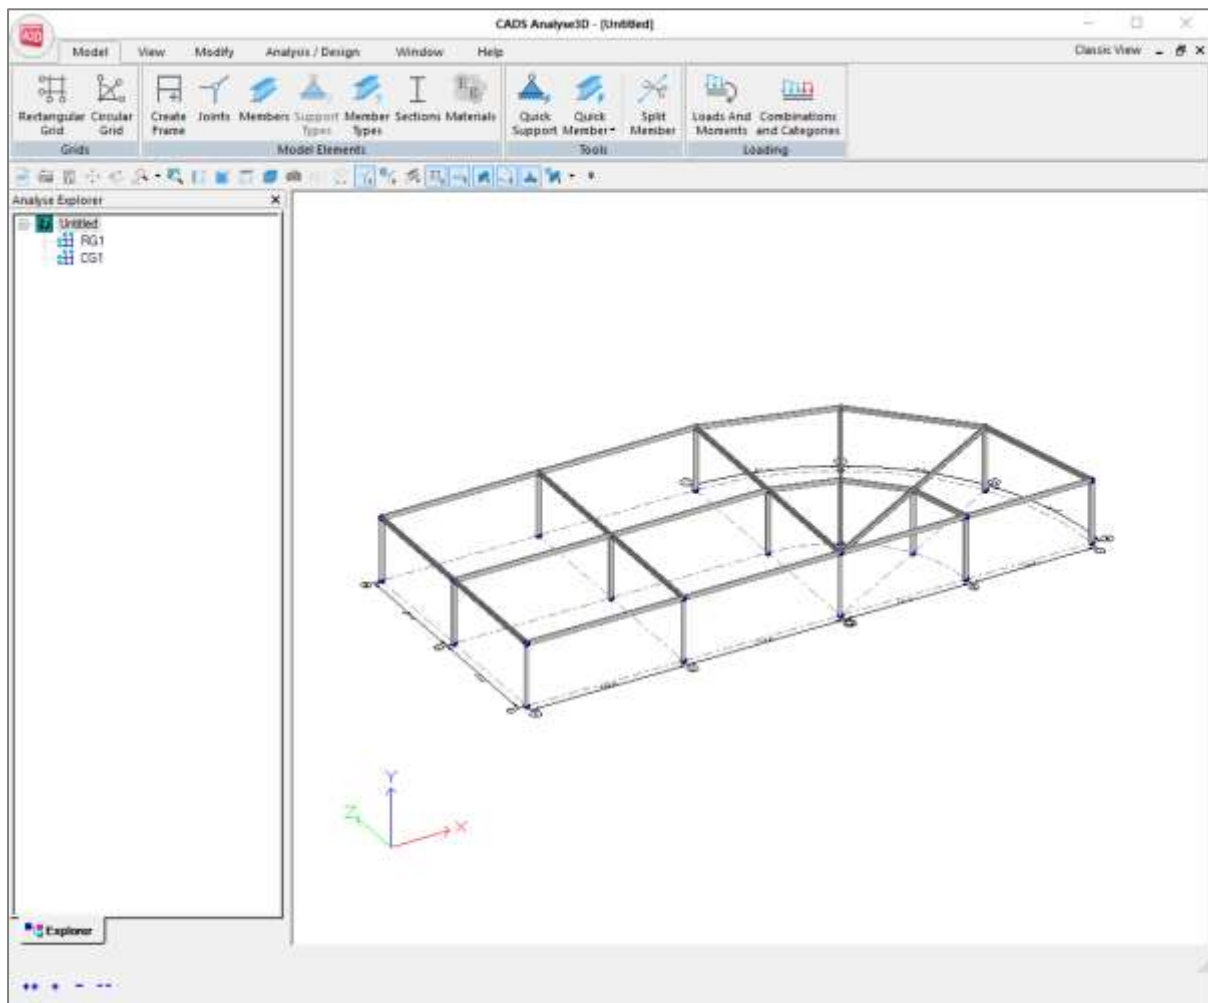 CADS Analyse3D - [Untitled]
A3D
Model View Modify Analysis / Design Window Help Classic View
Rectangular Grid Circular Grid Create Frame Joints Members Support Types Member Types Sections Materials Quick Support Quick Member Split Member Loads And Moments Combinations and Categories
Grids Model Elements Tools Loading
Analyse Explorer
Untitled
RG1
CG1
Y
Z
X
Explorer
++ + - --